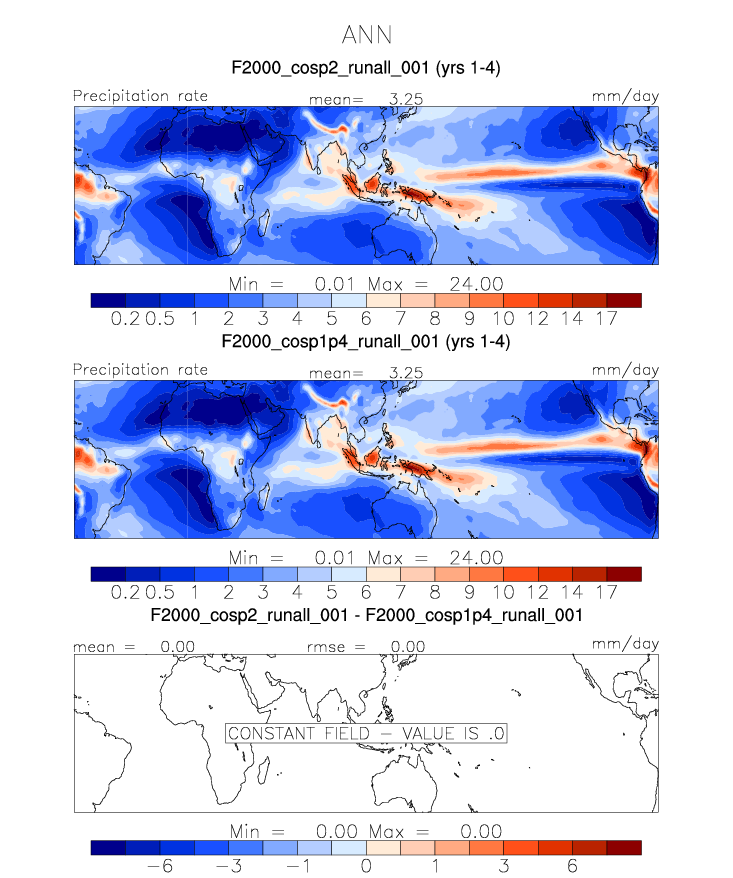 ANN
F2000_cosp2_runall_001 (yrs 1-4)
Precipitation rate mean= 3.25 mm/day
Min = 0.01 Max = 24.00
0.2 0.5 1 2 3 4 5 6 7 8 9 10 12 14 17
F2000_cosp1p4_runall_001 (yrs 1-4)
Precipitation rate mean= 3.25 mm/day
Min = 0.01 Max = 24.00
0.2 0.5 1 2 3 4 5 6 7 8 9 10 12 14 17
F2000_cosp2_runall_001 - F2000_cosp1p4_runall_001
mean = 0.00 rmse = 0.00 mm/day
CONSTANT FIELD - VALUE IS .0
Min = 0.00 Max = 0.00
-6 -3 -1 0 1 3 6